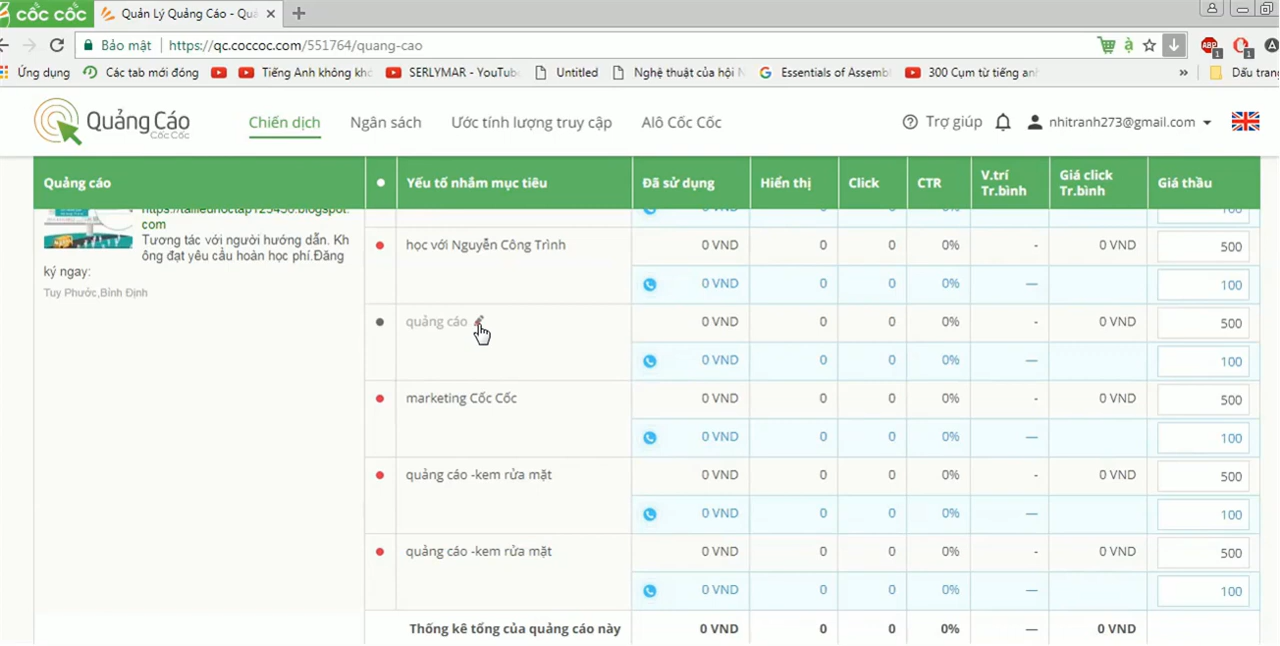 cốc cốc Quản Lý Quảng Cáo - Quả
Bảo mật https://qc.coccoc.com/551764/quang-cao
Ứng dụng Các tab mới đóng Tiếng Anh không khó SERLYMAR - YouTube Untitled Nghệ thuật của hội N Essentials of Assembl 300 Cụm từ tiếng anh » Dấu trang
Quảng Cáo Cốc Cốc Chiến dịch Ngân sách Ước tính lượng truy cập Alô Cốc Cốc Trợ giúp nhitranh273@gmail.com
Quảng cáo Yếu tố nhắm mục tiêu Đã sử dụng Hiển thị Click CTR V.trí Tr.bình Giá click Tr.bình Giá thầu
https://tailieuhoctap123456.blogspot.
com
Tương tác với người hướng dẫn. Kh
ông đạt yêu cầu hoàn học phí.Đăng
ký ngay:
Tuy Phước,Bình Định
100
học với Nguyễn Công Trình 0 VND 0 0 0% - 0 VND 500
0 VND 0 0 0% — 100
quảng cáo 0 VND 0 0 0% - 0 VND 500
0 VND 0 0 0% — 100
marketing Cốc Cốc 0 VND 0 0 0% - 0 VND 500
0 VND 0 0 0% — 100
quảng cáo -kem rửa mặt 0 VND 0 0 0% - 0 VND 500
0 VND 0 0 0% — 100
quảng cáo -kem rửa mặt 0 VND 0 0 0% - 0 VND 500
0 VND 0 0 0% — 100
Thống kê tổng của quảng cáo này 0 VND 0 0 0% — 0 VND